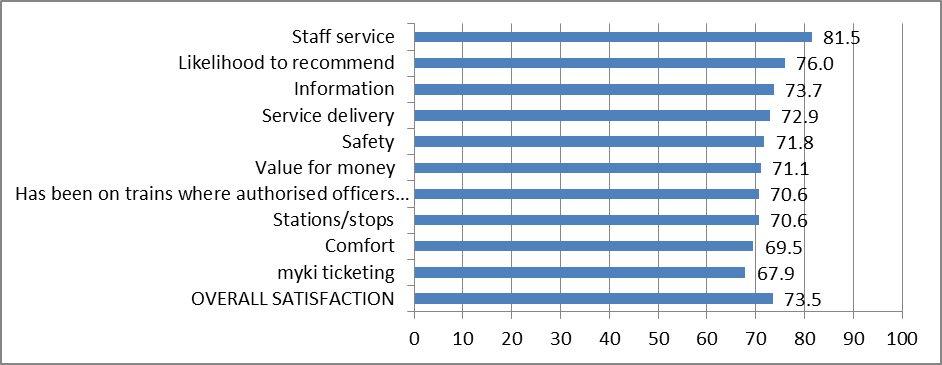 Staff service 81.5
Likelihood to recommend 76.0
Information 73.7
Service delivery 72.9
Safety 71.8
Value for money 71.1
Has been on trains where authorised officers... 70.6
Stations/stops 70.6
Comfort 69.5
myki ticketing 67.9
OVERALL SATISFACTION 73.5
0 10 20 30 40 50 60 70 80 90 100